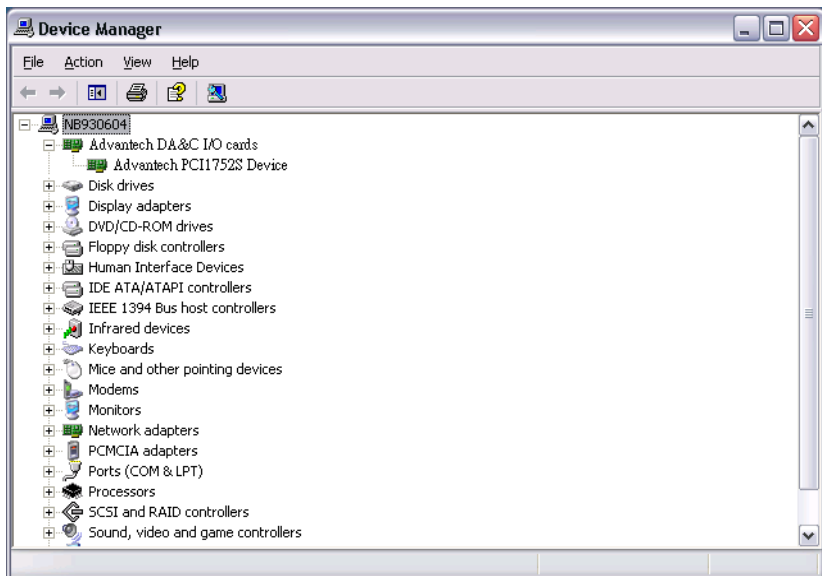 Device Manager
File Action View Help
NB930604
Advantech DA&C I/O cards
Advantech PCI1752S Device
Disk drives
Display adapters
DVD/CD-ROM drives
Floppy disk controllers
Human Interface Devices
IDE ATA/ATAPI controllers
IEEE 1394 Bus host controllers
Infrared devices
Keyboards
Mice and other pointing devices
Modems
Monitors
Network adapters
PCMCIA adapters
Ports (COM & LPT)
Processors
SCSI and RAID controllers
Sound, video and game controllers